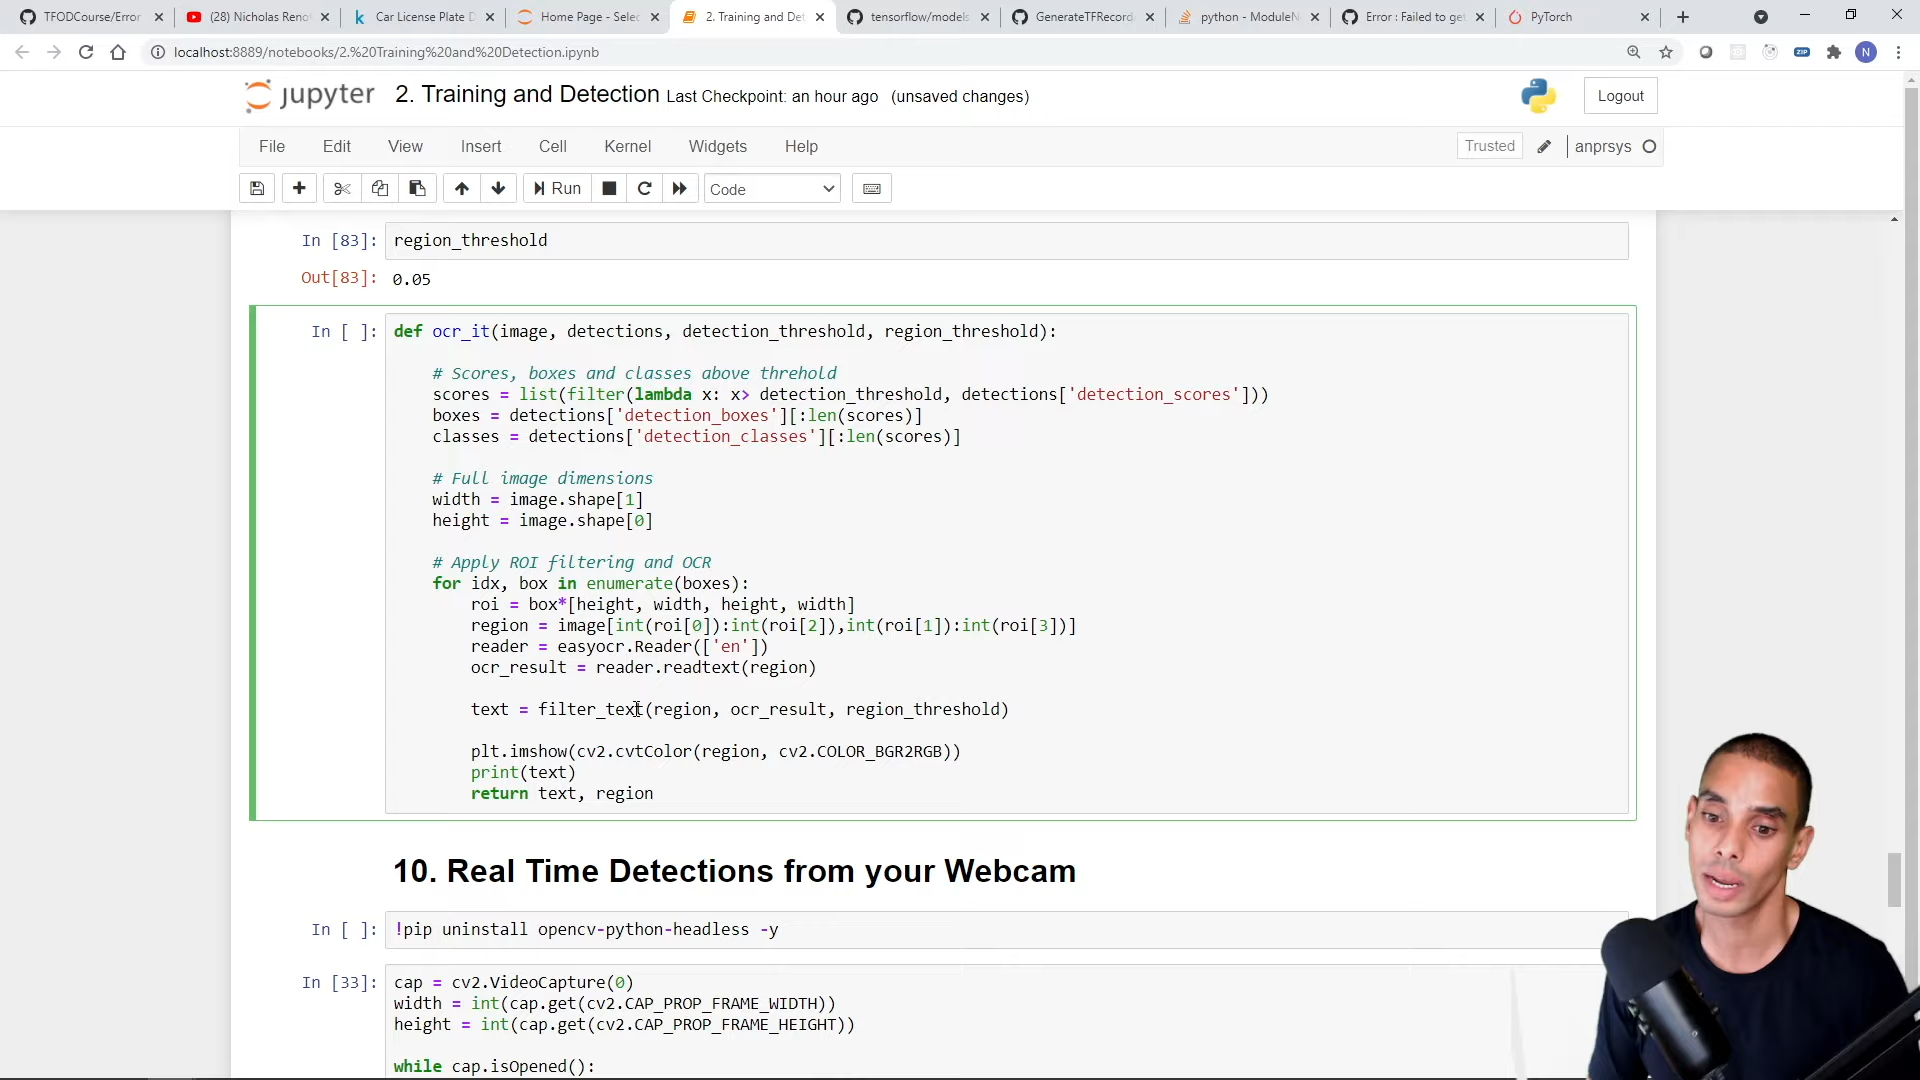 TFODCourse/Error
(28) Nicholas Reno
Car License Plate D
Home Page - Selec
2. Training and Det
tensorflow/models
GenerateTFRecord
python - ModuleN
Error : Failed to get
PyTorch
localhost:8889/notebooks/2.%20Training%20and%20Detection.ipynb
ZIP
N
jupyter 2. Training and Detection Last Checkpoint: an hour ago (unsaved changes)
Logout
File Edit View Insert Cell Kernel Widgets Help
Trusted
anprsys
Run
Code
In [83]: region_threshold
Out[83]: 0.05
In [ ]: def ocr_it(image, detections, detection_threshold, region_threshold):
# Scores, boxes and classes above threhold
scores = list(filter(lambda x: x> detection_threshold, detections['detection_scores']))
boxes = detections['detection_boxes'][:len(scores)]
classes = detections['detection_classes'][:len(scores)]
# Full image dimensions
width = image.shape[1]
height = image.shape[0]
# Apply ROI filtering and OCR
for idx, box in enumerate(boxes):
roi = box*[height, width, height, width]
region = image[int(roi[0]):int(roi[2]),int(roi[1]):int(roi[3])]
reader = easyocr.Reader(['en'])
ocr_result = reader.readtext(region)
text = filter_text(region, ocr_result, region_threshold)
plt.imshow(cv2.cvtColor(region, cv2.COLOR_BGR2RGB))
print(text)
return text, region
10. Real Time Detections from your Webcam
In [ ]: !pip uninstall opencv-python-headless -y
In [33]: cap = cv2.VideoCapture(0)
width = int(cap.get(cv2.CAP_PROP_FRAME_WIDTH))
height = int(cap.get(cv2.CAP_PROP_FRAME_HEIGHT))
while cap.isOpened():